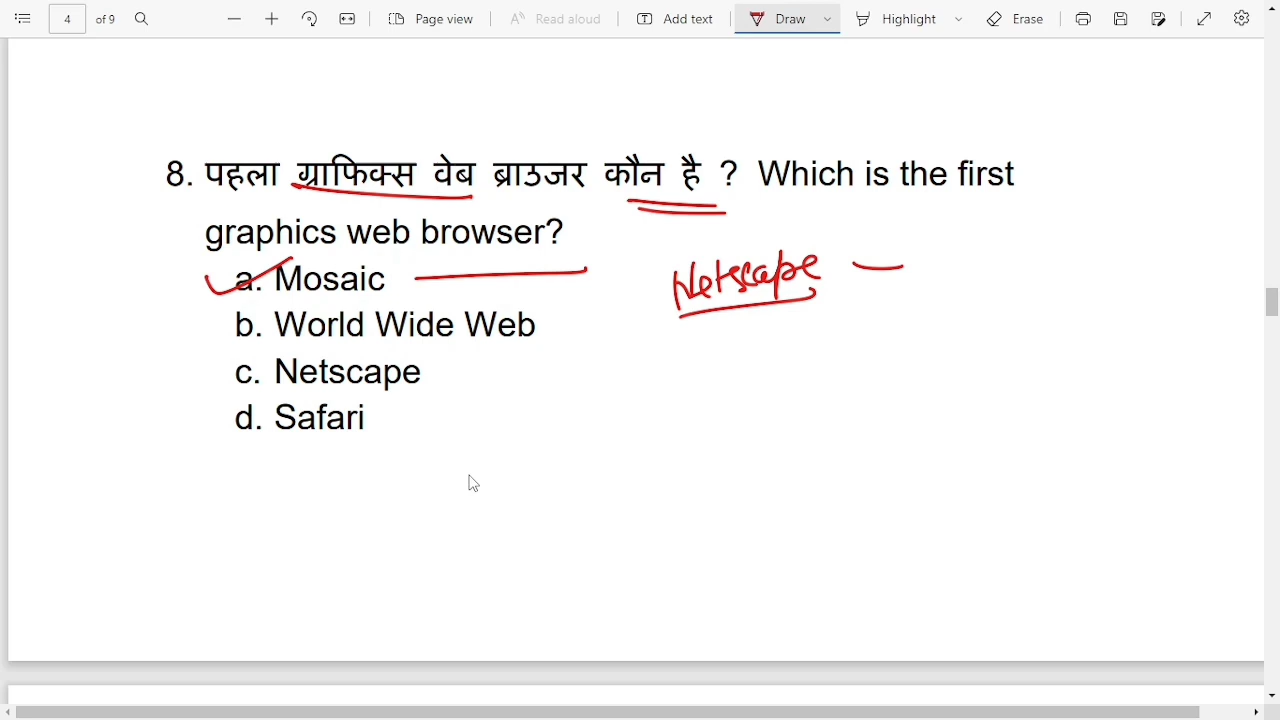 4 of 9 Page view Read aloud Add text Draw Highlight Erase
8. पहला ग्राफिक्स वेब ब्राउजर कौन है ? Which is the first
graphics web browser?
a. Mosaic
Netscape
b. World Wide Web
c. Netscape
d. Safari